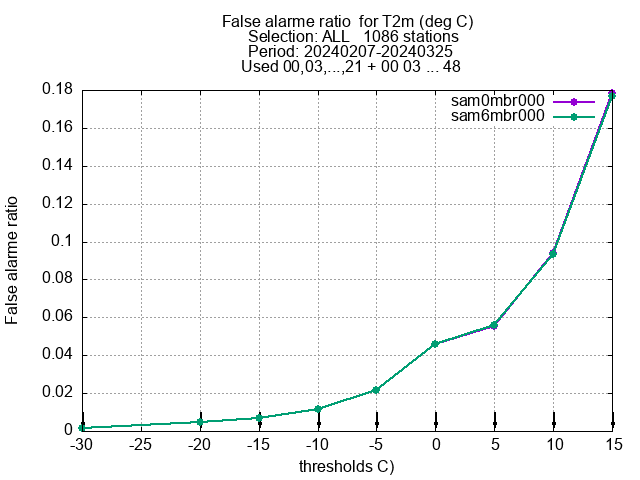 False alarme ratio  for T2m (deg C)
Selection: ALL   1086 stations
Period: 20240207-20240325
Used 00,03,...,21 + 00 03 ... 48
sam0mbr000
sam6mbr000
False alarme ratio
0.18
0.16
0.14
0.12
0.1
0.08
0.06
0.04
0.02
0
-30 -25 -20 -15 -10 -5 0 5 10 15
thresholds C)